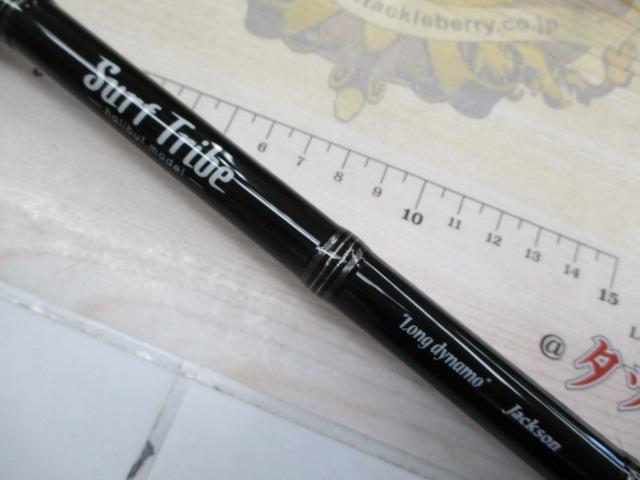 tackleberry.co.jp
Surf Tribe
halibut model
6 7 8 9 10 11 12 13 14 15
Long dynamo
Jackson
@
タ